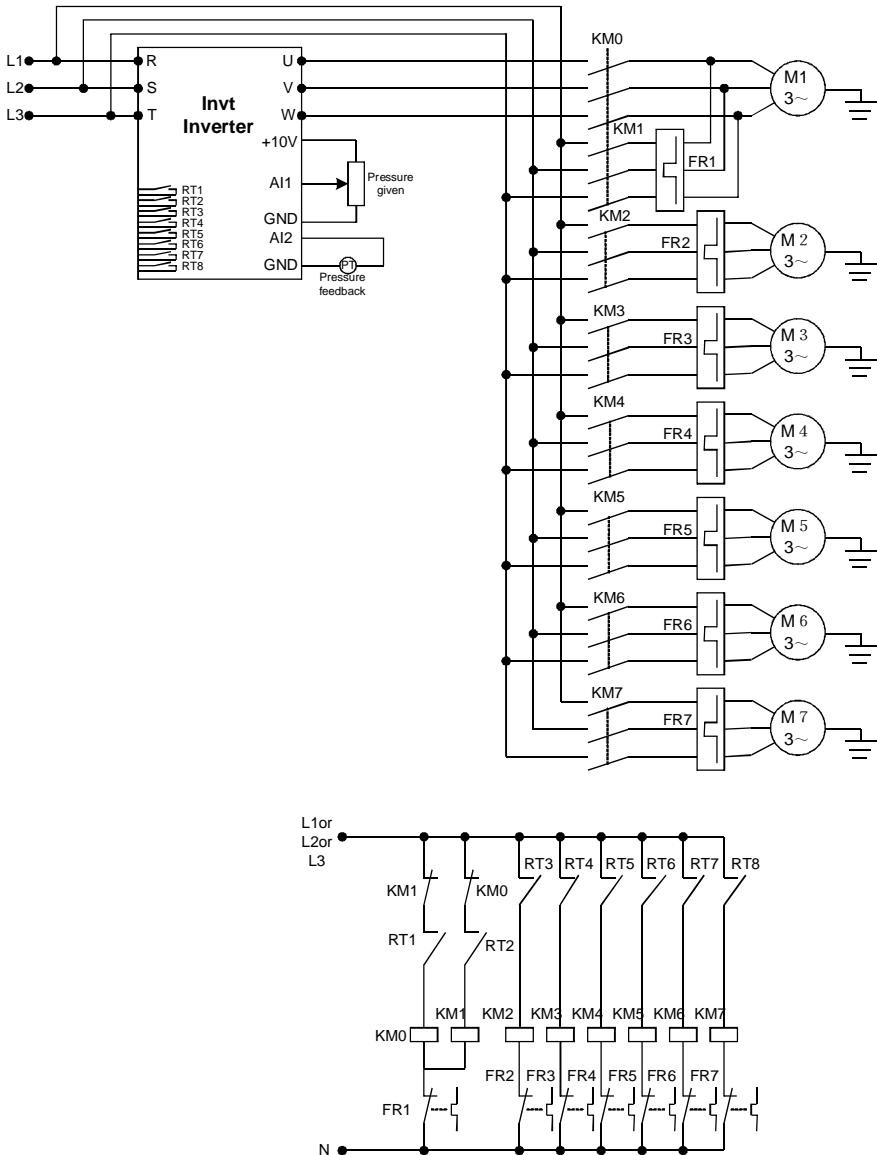 L1
L2
L3
R
S
T
U
V
W
Invt
Inverter
+10V
AI1
GND
AI2
GND
RT1
RT2
RT3
RT4
RT5
RT6
RT7
RT8
Pressure
given
PT
Pressure
feedback
KM0
M1
3~
KM1
FR1
KM2
FR2
M 2
3~
KM3
FR3
M 3
3~
KM4
FR4
M 4
3~
KM5
FR5
M 5
3~
KM6
FR6
M 6
3~
KM7
FR7
M 7
3~
L1or
L2or
L3
KM1
KM0
RT3
RT4
RT5
RT6
RT7
RT8
RT1
RT2
KM0
KM1
KM2
KM3
KM4
KM5
KM6
KM7
FR1
FR2
FR3
FR4
FR5
FR6
FR7
N